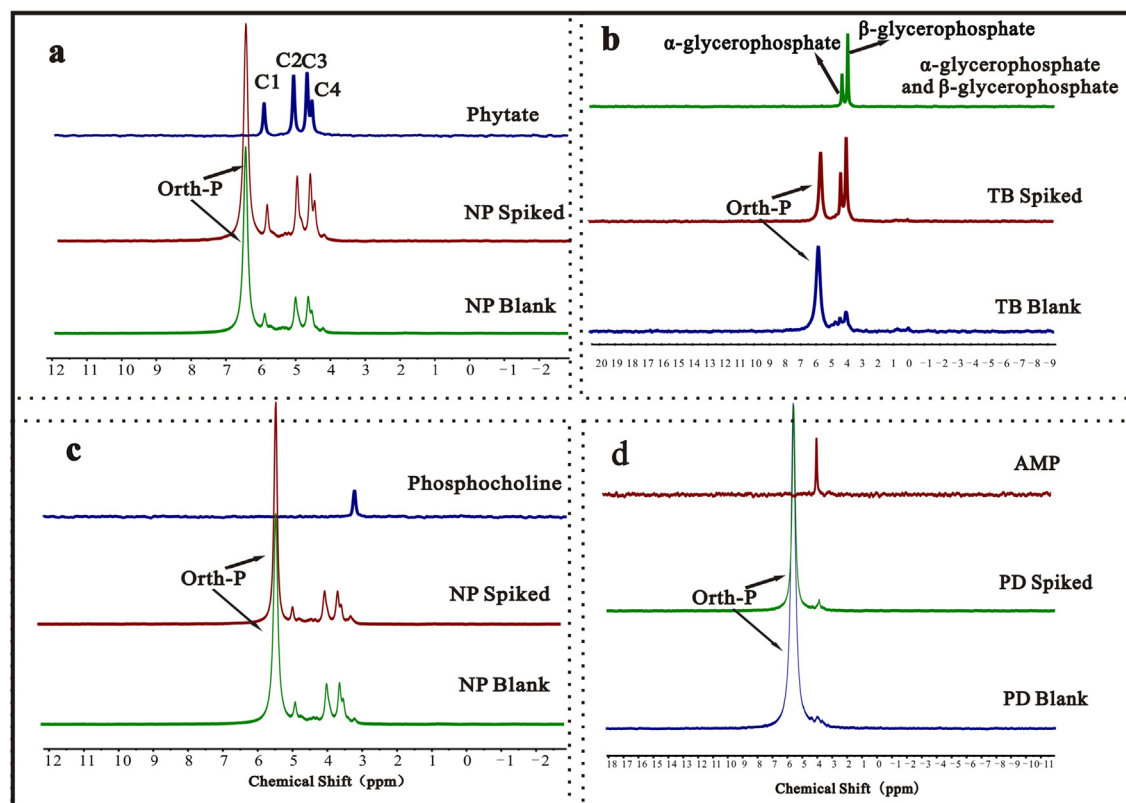 a
C1
C2
C3
C4
Phytate
Orth-P
NP Spiked
NP Blank
12 11 10 9 8 7 6 5 4 3 2 1 0 -1 -2
b
β-glycerophosphate
α-glycerophosphate
α-glycerophosphate
and β-glycerophosphate
TB Spiked
Orth-P
TB Blank
20 19 18 17 16 15 14 13 12 11 10 9 8 7 6 5 4 3 2 1 0 -1 -2 -3 -4 -5 -6 -7 -8 -9
c
Phosphocholine
Orth-P
NP Spiked
NP Blank
12 11 10 9 8 7 6 5 4 3 2 1 0 -1 -2
Chemical Shift (ppm)
d
AMP
PD Spiked
Orth-P
PD Blank
18 17 16 15 14 13 12 11 10 9 8 7 6 5 4 3 2 1 0 -1 -2 -3 -4 -5 -6 -7 -8 -9 -10 -11
Chemical Shift (ppm)